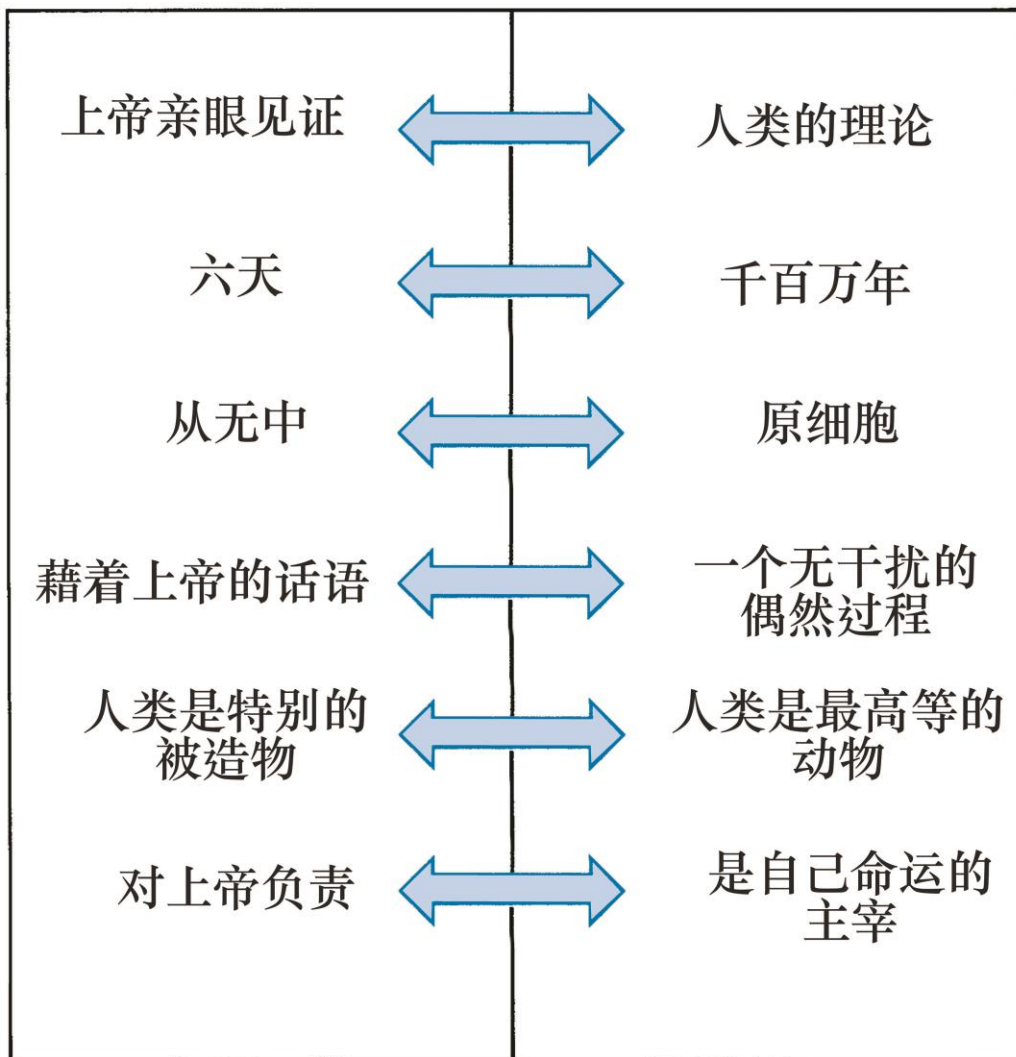 上帝亲眼见证
人类的理论
六天
千百万年
从无中
原细胞
藉着上帝的话语
一个无干扰的
偶然过程
人类是特别的
被造物
人类是最高等的
动物
对上帝负责
是自己命运的
主宰